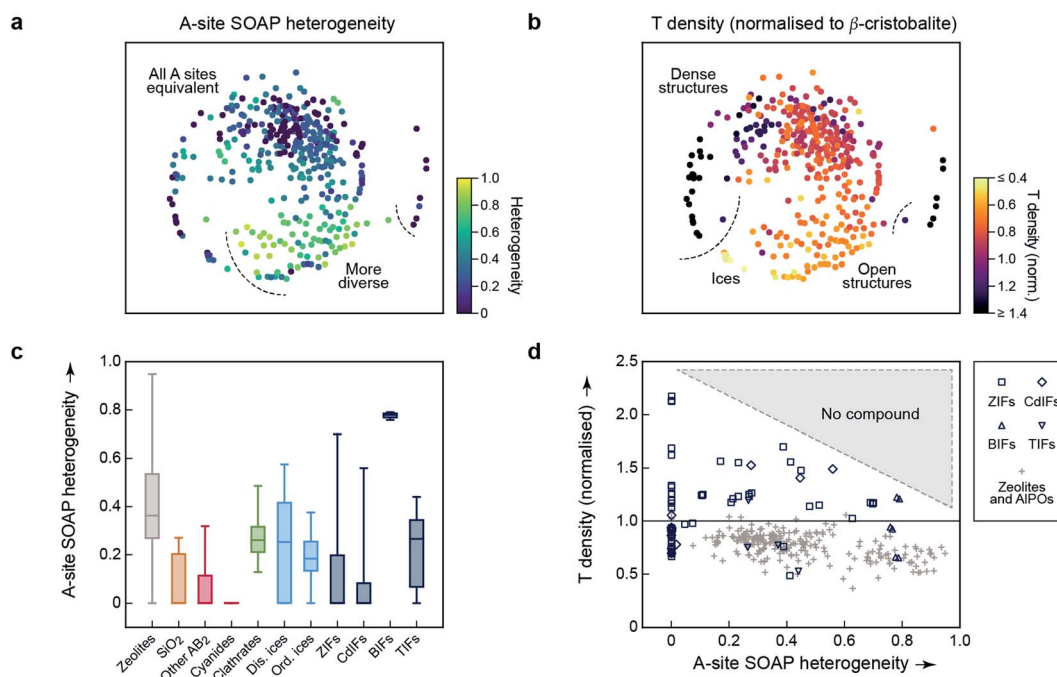 a
A-site SOAP heterogeneity
All A sites
equivalent
More
diverse
1.0
0.8
0.6
0.4
0.2
0
Heterogeneity
b
T density (normalised to β-cristobalite)
Dense
structures
Ices
Open
structures
≤ 0.4
0.6
0.8
1.0
1.2
≥ 1.4
T density (norm.)
c
A-site SOAP heterogeneity
1.0
0.8
0.6
0.4
0.2
0
Zeolites
SiO₂
Other AB₂
Cyanides
Clathrates
Dis. ices
Ord. ices
ZIFs
CdIFs
BIFs
TIFs
d
T density (normalised)
2.5
2.0
1.5
1.0
0.5
0
No compound
0
0.2
0.4
0.6
0.8
1.0
A-site SOAP heterogeneity
ZIFs
CdIFs
BIFs
TIFs
Zeolites
and AlPOs